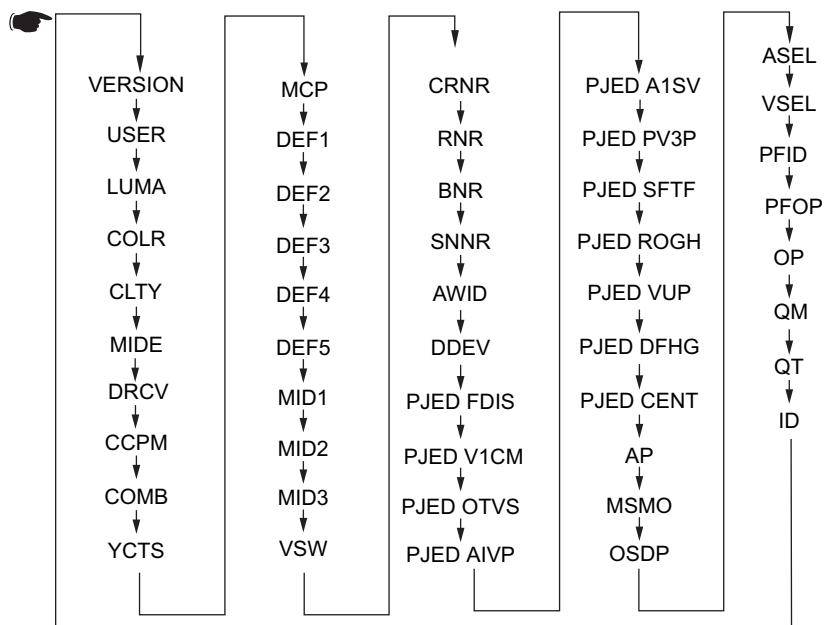 VERSION
USER
LUMA
COLR
CLTY
MIDE
DRCV
CCPM
COMB
YCTS
MCP
DEF1
DEF2
DEF3
DEF4
DEF5
MID1
MID2
MID3
VSW
CRNR
RNR
BNR
SNNR
AWID
DDEV
PJED FDIS
PJED V1CM
PJED OTVS
PJED AIVP
PJED A1SV
PJED PV3P
PJED SFTF
PJED ROGH
PJED VUP
PJED DFHG
PJED CENT
AP
MSMO
OSDP
ASEL
VSEL
PFID
PFOP
OP
QM
QT
ID